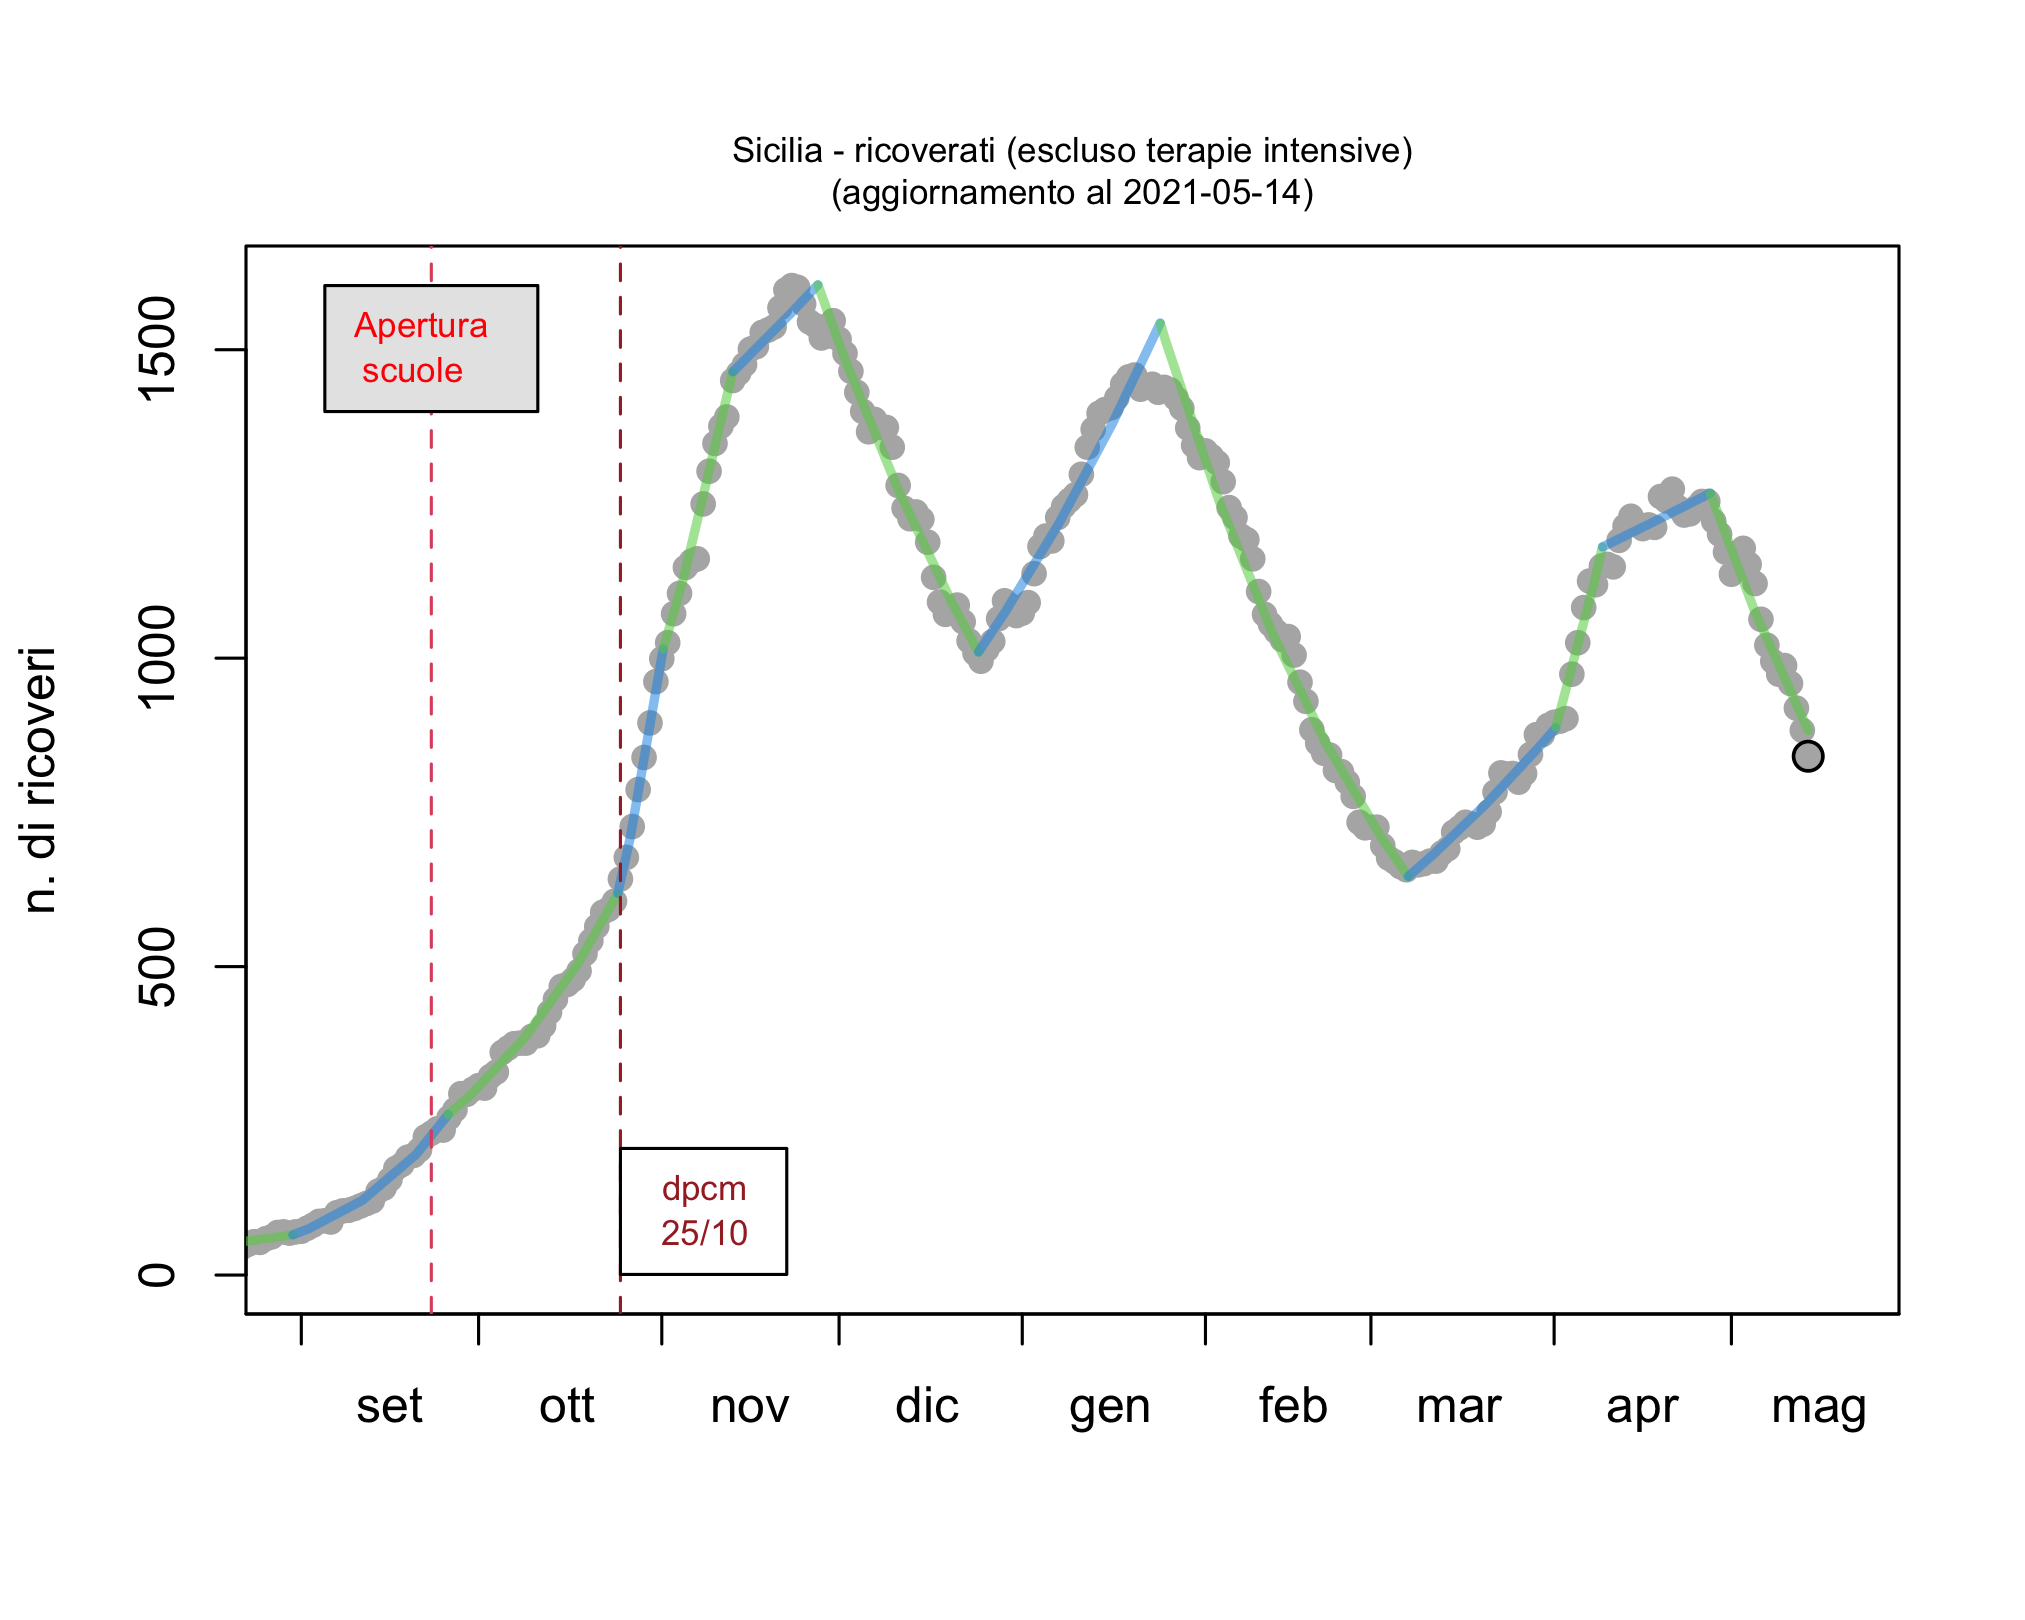 Sicilia - ricoverati (escluso terapie intensive)
(aggiornamento al 2021-05-14)
n. di ricoveri
1500
1000
500
0
Apertura
scuole
dpcm
25/10
set ott nov dic gen feb mar apr mag